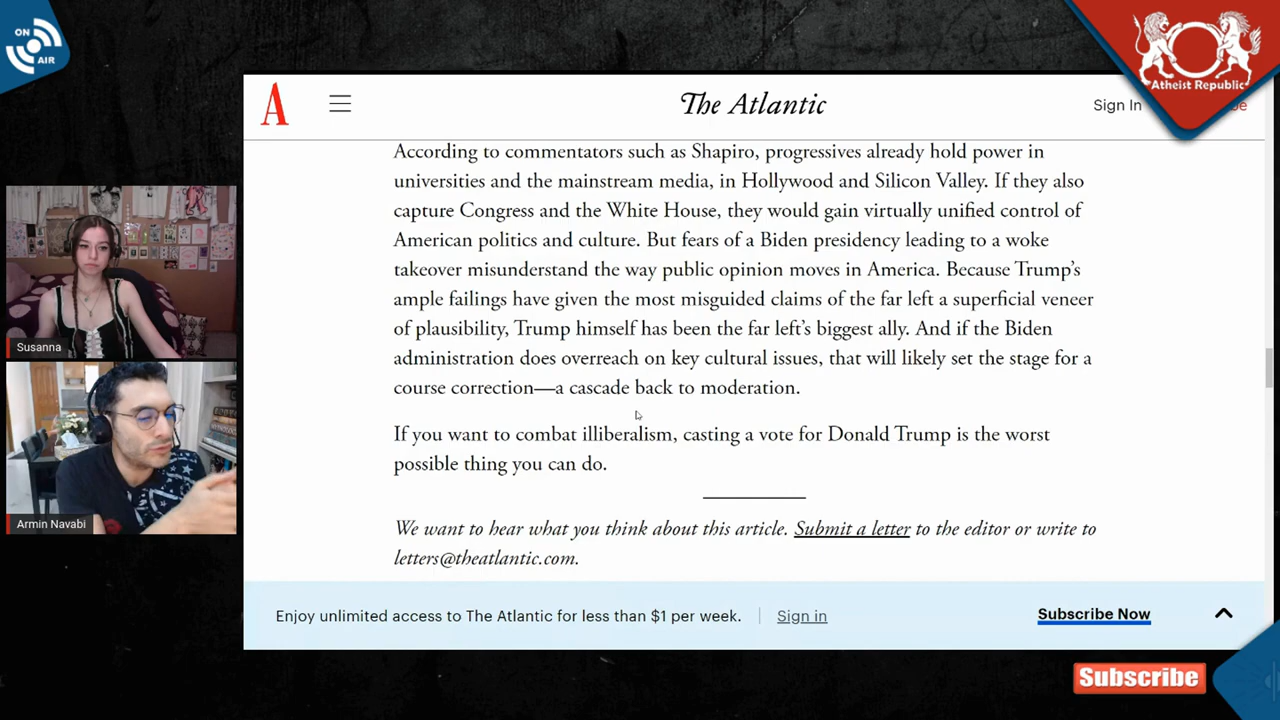 ON
AIR
Atheist Republic
A
The Atlantic
Sign In
be
According to commentators such as Shapiro, progressives already hold power in
universities and the mainstream media, in Hollywood and Silicon Valley. If they also
capture Congress and the White House, they would gain virtually unified control of
American politics and culture. But fears of a Biden presidency leading to a woke
takeover misunderstand the way public opinion moves in America. Because Trump’s
ample failings have given the most misguided claims of the far left a superficial veneer
of plausibility, Trump himself has been the far left’s biggest ally. And if the Biden
administration does overreach on key cultural issues, that will likely set the stage for a
course correction—a cascade back to moderation.
If you want to combat illiberalism, casting a vote for Donald Trump is the worst
possible thing you can do.
We want to hear what you think about this article. Submit a letter to the editor or write to
letters@theatlantic.com.
Enjoy unlimited access to The Atlantic for less than $1 per week.
Sign in
Subscribe Now
Susanna
Armin Navabi
Subscribe